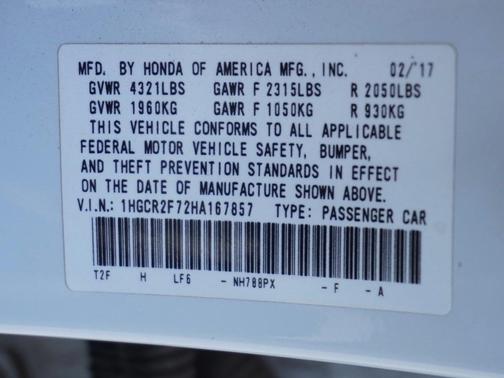 MFD. BY HONDA OF AMERICA MFG., INC. 02/'17
GVWR 4321LBS GAWR F 2315LBS R 2050LBS
GVWR 1960KG GAWR F 1050KG R 930KG
THIS VEHICLE CONFORMS TO ALL APPLICABLE
FEDERAL MOTOR VEHICLE SAFETY, BUMPER,
AND THEFT PREVENTION STANDARDS IN EFFECT
ON THE DATE OF MANUFACTURE SHOWN ABOVE.
V.I.N.: 1HGCR2F72HA167857 TYPE: PASSENGER CAR
T2F H LF6 - NH788PX - F - A